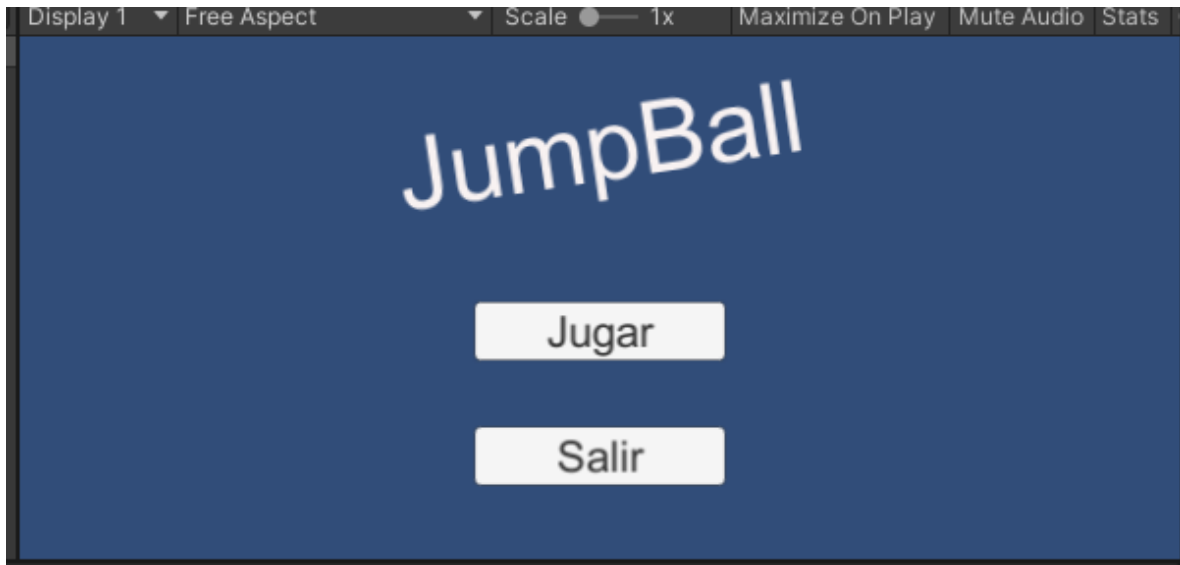 Display 1 Free Aspect Scale 1x Maximize On Play Mute Audio Stats
JumpBall
Jugar
Salir